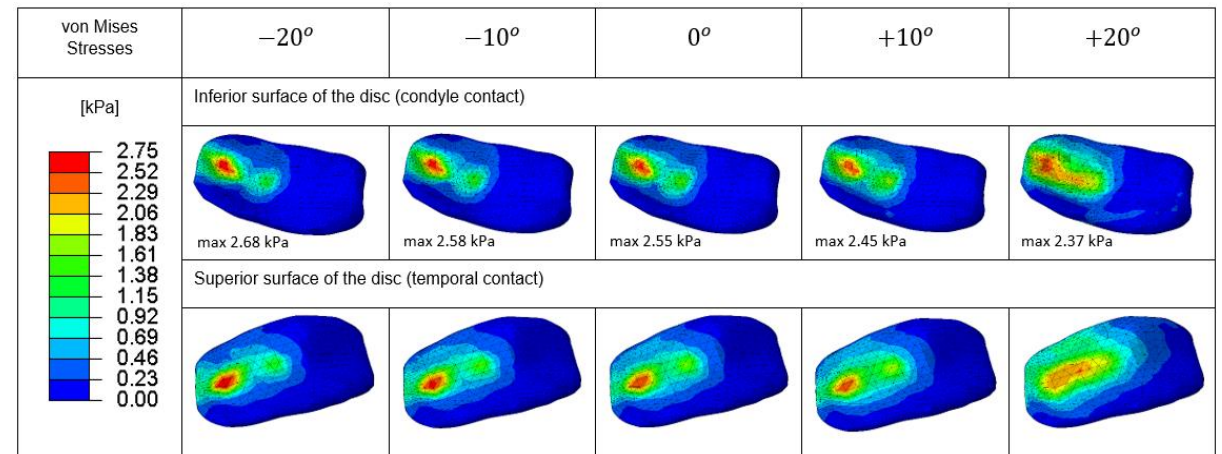 von Mises
Stresses
−20°
−10°
0°
+10°
+20°
[kPa]
Inferior surface of the disc (condyle contact)
2.75
2.52
2.29
2.06
1.83
1.61
1.38
1.15
0.92
0.69
0.46
0.23
0.00
max 2.68 kPa
max 2.58 kPa
max 2.55 kPa
max 2.45 kPa
max 2.37 kPa
Superior surface of the disc (temporal contact)